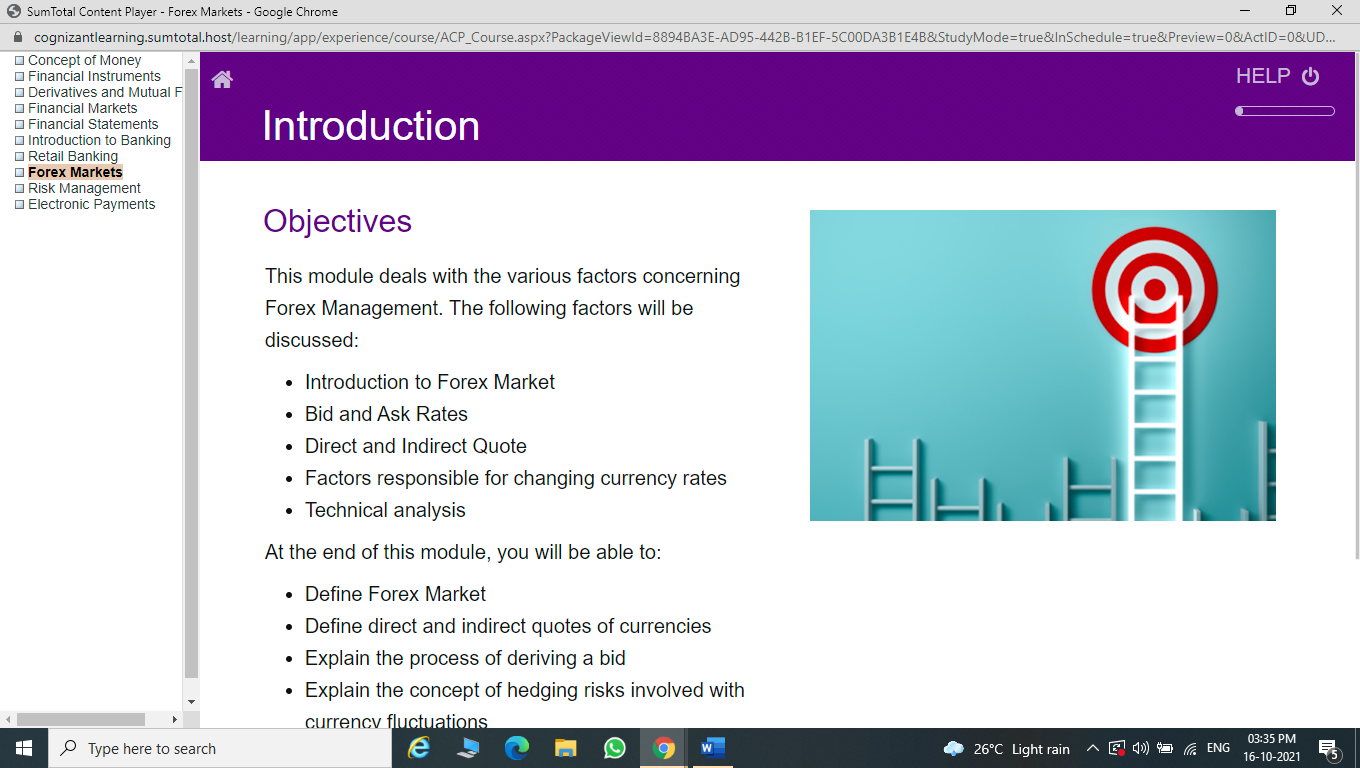 SumTotal Content Player - Forex Markets - Google Chrome
cognizantlearning.sumtotal.host/learning/app/experience/course/ACP_Course.aspx?PackageViewId=8894BA3E-AD95-442B-B1EF-5C00DA3B1E4B&StudyMode=true&InSchedule=true&Preview=0&ActID=0&UD...
Concept of Money
Financial Instruments
Derivatives and Mutual F
Financial Markets
Financial Statements
Introduction to Banking
Retail Banking
Forex Markets
Risk Management
Electronic Payments
HELP
Introduction
Objectives
This module deals with the various factors concerning
Forex Management. The following factors will be
discussed:
• Introduction to Forex Market
• Bid and Ask Rates
• Direct and Indirect Quote
• Factors responsible for changing currency rates
• Technical analysis
At the end of this module, you will be able to:
• Define Forex Market
• Define direct and indirect quotes of currencies
• Explain the process of deriving a bid
• Explain the concept of hedging risks involved with
currency fluctuations
Type here to search
W
26°C Light rain
ENG
03:35 PM
16-10-2021
5